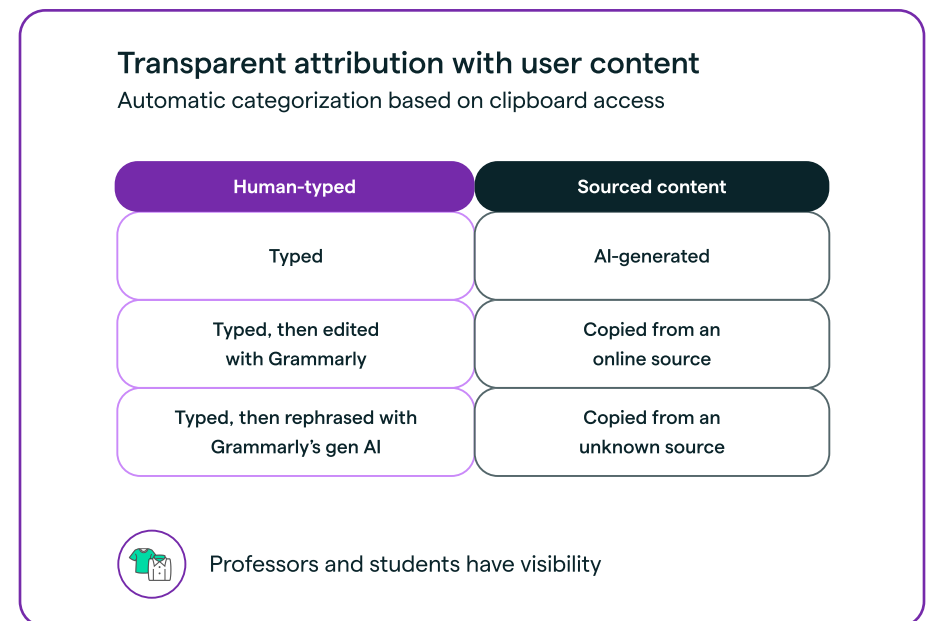 Transparent attribution with user content
Automatic categorization based on clipboard access
Human-typed
Sourced content
Typed
AI-generated
Typed, then edited
with Grammarly
Copied from an
online source
Typed, then rephrased with
Grammarly’s gen AI
Copied from an
unknown source
Professors and students have visibility